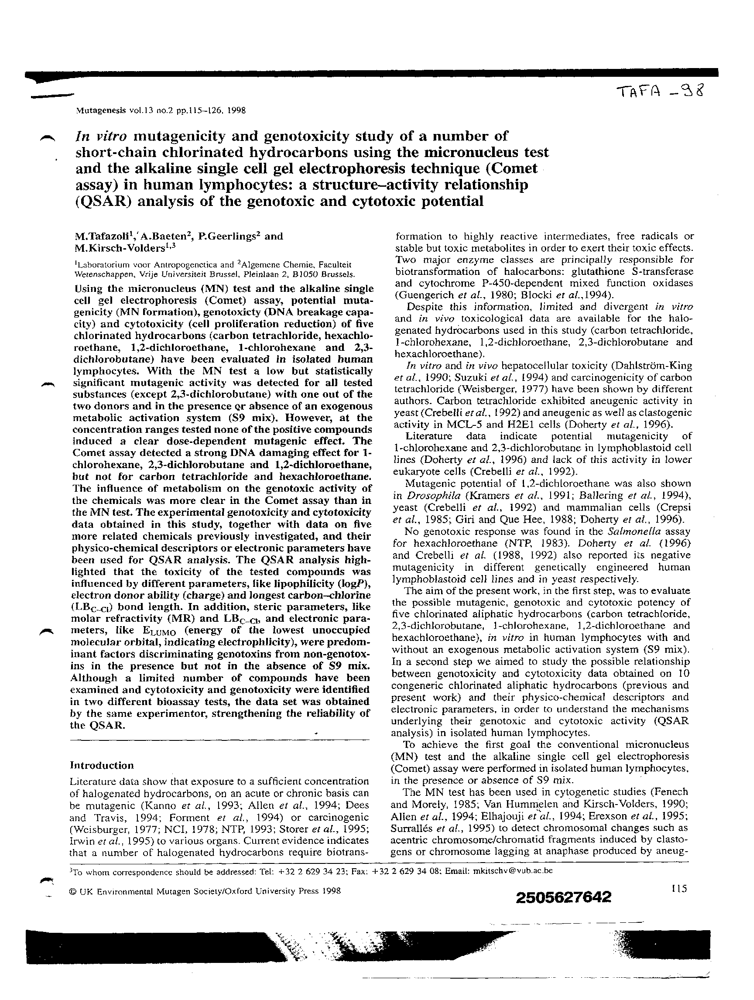 TAFA-98
Mutagenesis vol.13 no.2 pp.115–126, 1998
In vitro mutagenicity and genotoxicity study of a number of
short-chain chlorinated hydrocarbons using the micronucleus test
and the alkaline single cell gel electrophoresis technique (Comet
assay) in human lymphocytes: a structure–activity relationship
(QSAR) analysis of the genotoxic and cytotoxic potential
M.Tafazoli¹, A.Baeten², P.Geerlings² and
M.Kirsch-Volders¹,³
¹Laboratorium voor Antropogenetica and ²Algemene Chemie, Faculteit
Wetenschappen, Vrije Universiteit Brussel, Pleinlaan 2, B1050 Brussels.
Using the micronucleus (MN) test and the alkaline single
cell gel electrophoresis (Comet) assay, potential muta-
genicity (MN formation), genotoxicty (DNA breakage capa-
city) and cytotoxicity (cell proliferation reduction) of five
chlorinated hydrocarbons (carbon tetrachloride, hexachlo-
roethane, 1,2-dichloroethane, 1-chlorohexane and 2,3-
dichlorobutane) have been evaluated in isolated human
lymphocytes. With the MN test a low but statistically
significant mutagenic activity was detected for all tested
substances (except 2,3-dichlorobutane) with one out of the
two donors and in the presence or absence of an exogenous
metabolic activation system (S9 mix). However, at the
concentration ranges tested none of the positive compounds
induced a clear dose-dependent mutagenic effect. The
Comet assay detected a strong DNA damaging effect for 1-
chlorohexane, 2,3-dichlorobutane and 1,2-dichloroethane,
but not for carbon tetrachloride and hexachloroethane.
The influence of metabolism on the genotoxic activity of
the chemicals was more clear in the Comet assay than in
the MN test. The experimental genotoxicity and cytotoxicity
data obtained in this study, together with data on five
more related chemicals previously investigated, and their
physico-chemical descriptors or electronic parameters have
been used for QSAR analysis. The QSAR analysis high-
lighted that the toxicity of the tested compounds was
influenced by different parameters, like lipophilicity (logP),
electron donor ability (charge) and longest carbon–chlorine
(LBC–Cl) bond length. In addition, steric parameters, like
molar refractivity (MR) and LBC–Cl, and electronic para-
meters, like ELUMO (energy of the lowest unoccupied
molecular orbital, indicating electrophilicity), were predom-
inant factors discriminating genotoxins from non-genotox-
ins in the presence but not in the absence of S9 mix.
Although a limited number of compounds have been
examined and cytotoxicity and genotoxicity were identified
in two different bioassay tests, the data set was obtained
by the same experimentor, strengthening the reliability of
the QSAR.
Introduction
Literature data show that exposure to a sufficient concentration
of halogenated hydrocarbons, on an acute or chronic basis can
be mutagenic (Kanno et al., 1993; Allen et al., 1994; Dees
and Travis, 1994; Forment et al., 1994) or carcinogenic
(Weisburger, 1977; NCI, 1978; NTP, 1993; Storer et al., 1995;
Irwin et al., 1995) to various organs. Current evidence indicates
that a number of halogenated hydrocarbons require biotrans-
formation to highly reactive intermediates, free radicals or
stable but toxic metabolites in order to exert their toxic effects.
Two major enzyme classes are principally responsible for
biotransformation of halocarbons: glutathione S-transferase
and cytochrome P-450-dependent mixed function oxidases
(Guengerich et al., 1980; Blocki et al.,1994).
Despite this information, limited and divergent in vitro
and in vivo toxicological data are available for the halo-
genated hydrocarbons used in this study (carbon tetrachloride,
1-chlorohexane, 1,2-dichloroethane, 2,3-dichlorobutane and
hexachloroethane).
In vitro and in vivo hepatocellular toxicity (Dahlström-King
et al., 1990; Suzuki et al., 1994) and carcinogenicity of carbon
tetrachloride (Weisberger, 1977) have been shown by different
authors. Carbon tetrachloride exhibited aneugenic activity in
yeast (Crebelli et al., 1992) and aneugenic as well as clastogenic
activity in MCL-5 and H2E1 cells (Doherty et al., 1996).
Literature data indicate potential mutagenicity of
1-chlorohexane and 2,3-dichlorobutane in lymphoblastoid cell
lines (Doherty et al., 1996) and lack of this activity in lower
eukaryote cells (Crebelli et al., 1992).
Mutagenic potential of 1,2-dichloroethane was also shown
in Drosophila (Kramers et al., 1991; Ballering et al., 1994),
yeast (Crebelli et al., 1992) and mammalian cells (Crepsi
et al., 1985; Giri and Que Hee, 1988; Doherty et al., 1996).
No genotoxic response was found in the Salmonella assay
for hexachloroethane (NTP, 1983). Doherty et al. (1996)
and Crebelli et al. (1988, 1992) also reported its negative
mutagenicity in different genetically engineered human
lymphoblastoid cell lines and in yeast respectively.
The aim of the present work, in the first step, was to evaluate
the possible mutagenic, genotoxic and cytotoxic potency of
five chlorinated aliphatic hydrocarbons (carbon tetrachloride,
2,3-dichlorobutane, 1-chlorohexane, 1,2-dichloroethane and
hexachloroethane), in vitro in human lymphocytes with and
without an exogenous metabolic activation system (S9 mix).
In a second step we aimed to study the possible relationship
between genotoxicity and cytotoxicity data obtained on 10
congeneric chlorinated aliphatic hydrocarbons (previous and
present work) and their physico-chemical descriptors and
electronic parameters, in order to understand the mechanisms
underlying their genotoxic and cytotoxic activity (QSAR
analysis) in isolated human lymphocytes.
To achieve the first goal the conventional micronucleus
(MN) test and the alkaline single cell gel electrophoresis
(Comet) assay were performed in isolated human lymphocytes,
in the presence or absence of S9 mix.
The MN test has been used in cytogenetic studies (Fenech
and Morely, 1985; Van Hummelen and Kirsch-Volders, 1990;
Allen et al., 1994; Elhajouji et al., 1994; Erexson et al., 1995;
Surrallés et al., 1995) to detect chromosomal changes such as
acentric chromosome/chromatid fragments induced by clasto-
gens or chromosome lagging at anaphase produced by aneug-
³To whom correspondence should be addressed: Tel: +32 2 629 34 23; Fax: +32 2 629 34 08; Email: mkitschv@vub.ac.be
© UK Environmental Mutagen Society/Oxford University Press 1998
115
2505627642